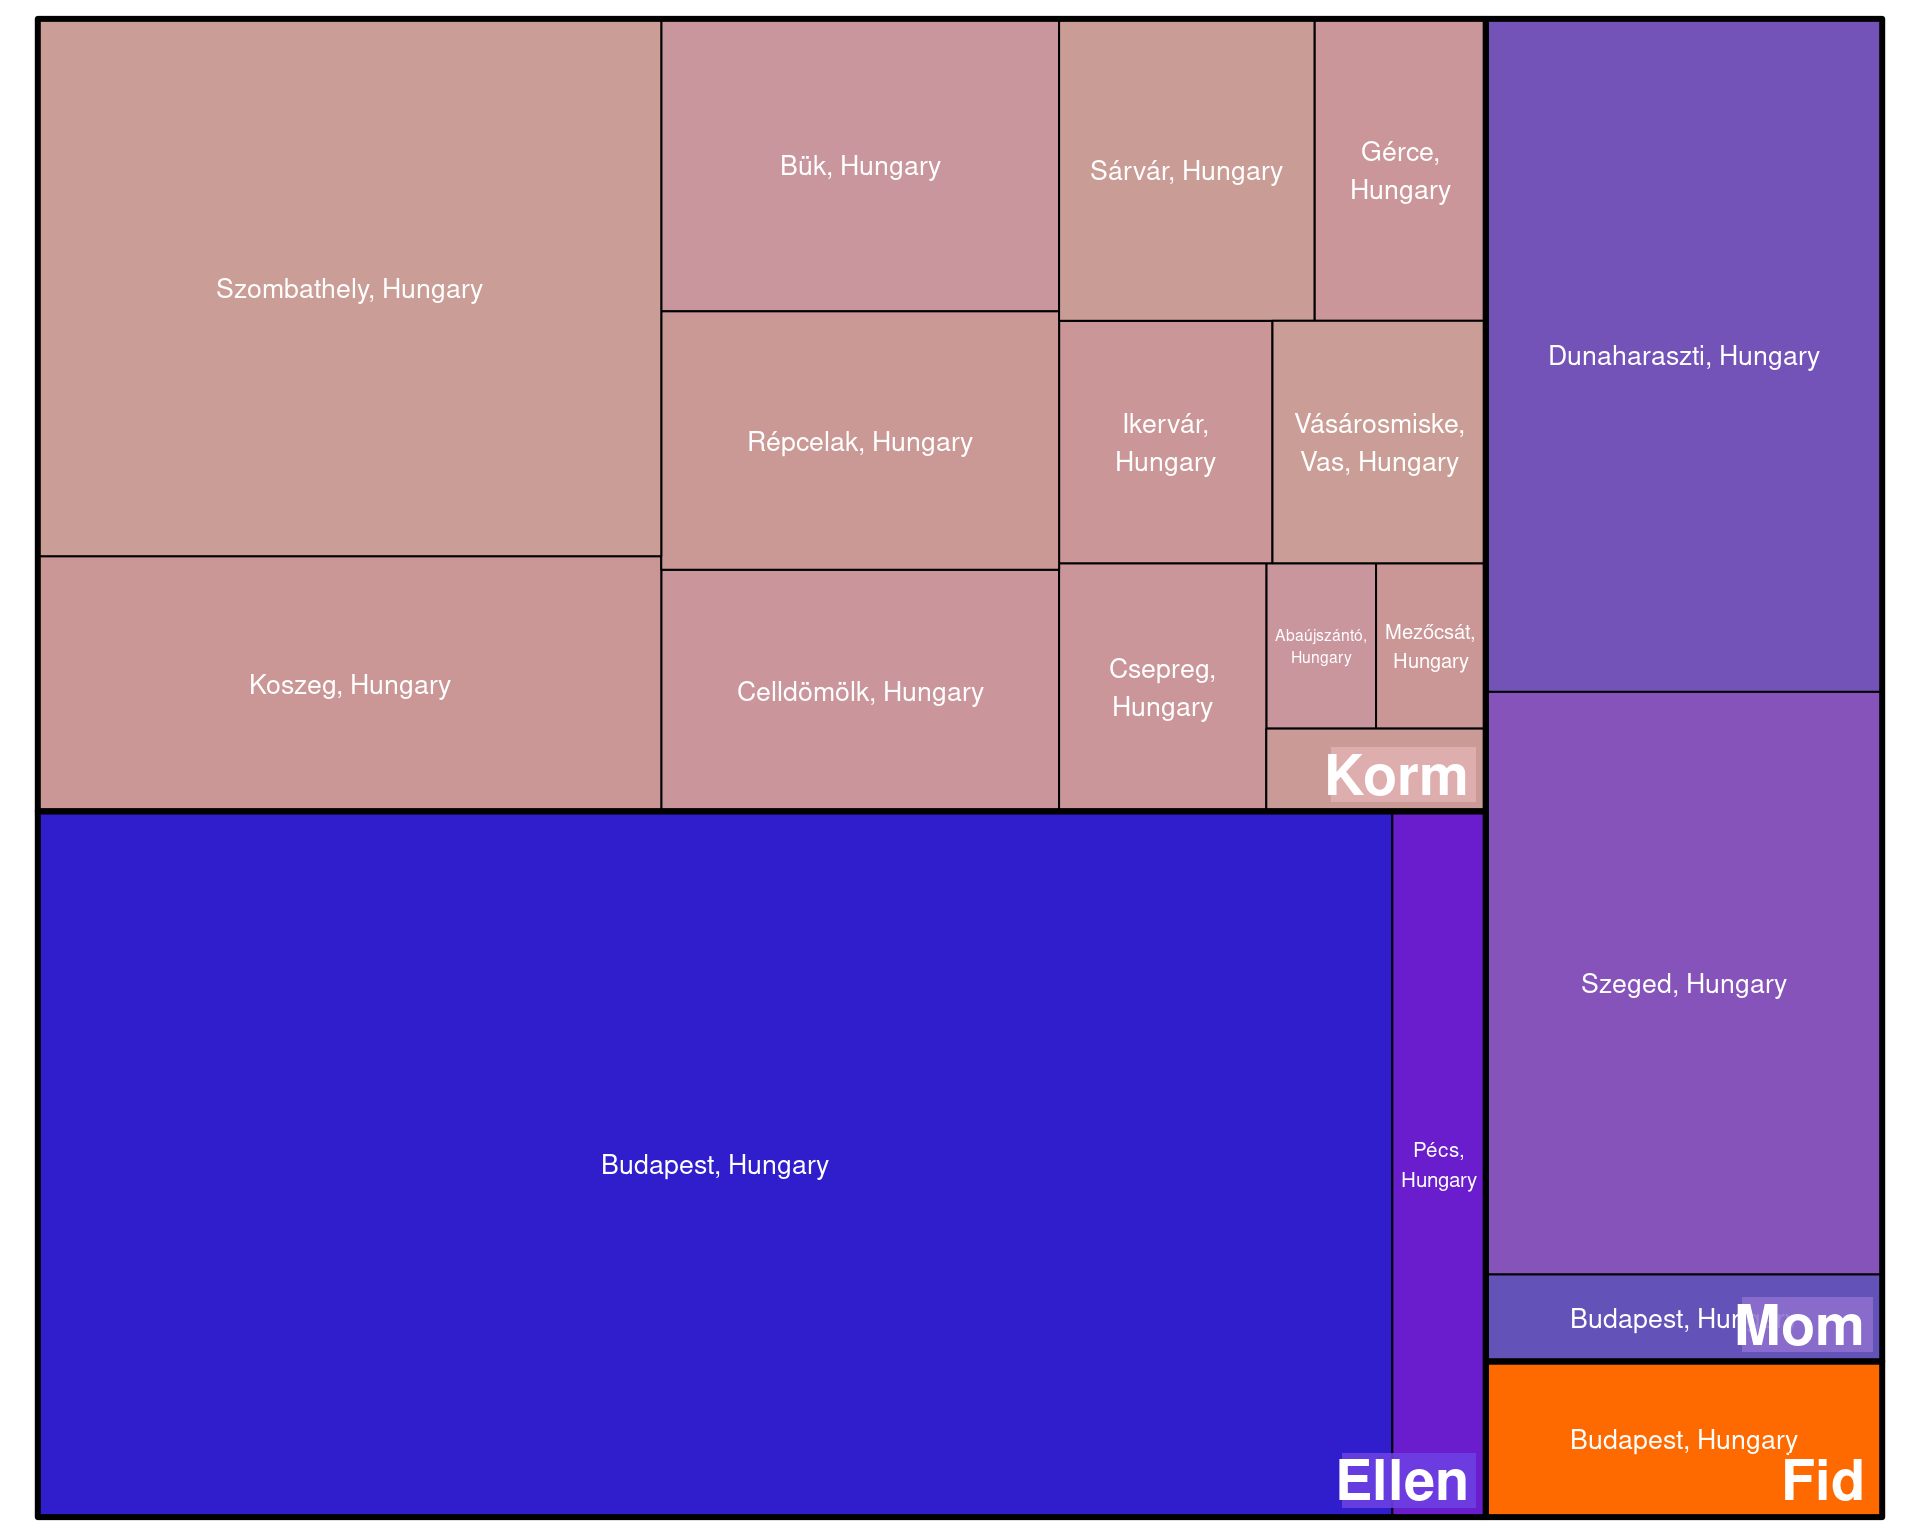 Szombathely, Hungary
Koszeg, Hungary
Bük, Hungary
Répcelak, Hungary
Celldömölk, Hungary
Sárvár, Hungary
Gérce,
Hungary
Ikervár,
Hungary
Vásárosmiske,
Vas, Hungary
Csepreg,
Hungary
Abaújszántó,
Hungary
Mezőcsát,
Hungary
Korm
Budapest, Hungary
Pécs,
Hungary
Ellen
Dunaharaszti, Hungary
Szeged, Hungary
Budapest,
Mom
Budapest, Hungary
Fid